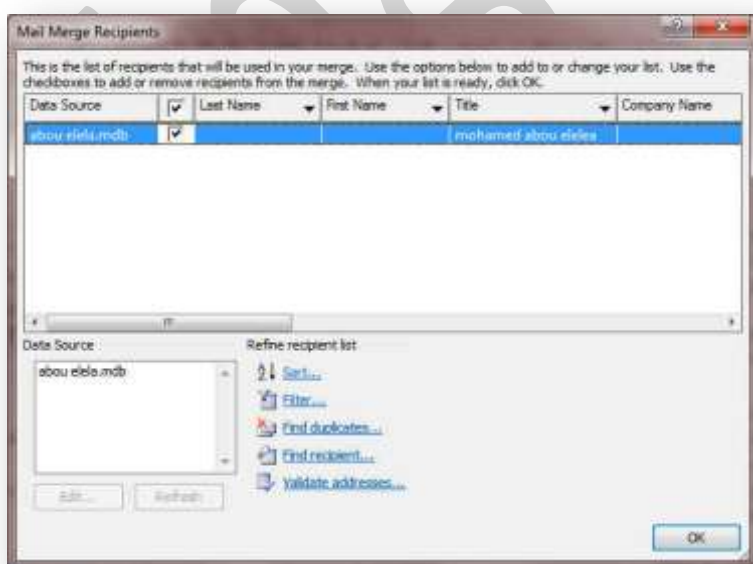 Mail Merge Recipients
This is the list of recipients that will be used in your merge. Use the options below to add to or change your list. Use the
checkboxes to add or remove recipients from the merge. When your list is ready, click OK.
Data Source Last Name First Name Title Company Name
abou elela.mdb mohamed abou elelea
Data Source Refine recipient list
abou elela.mdb
Sort...
Filter...
Find duplicates...
Find recipient...
Validate addresses...
Edit... Refresh
OK